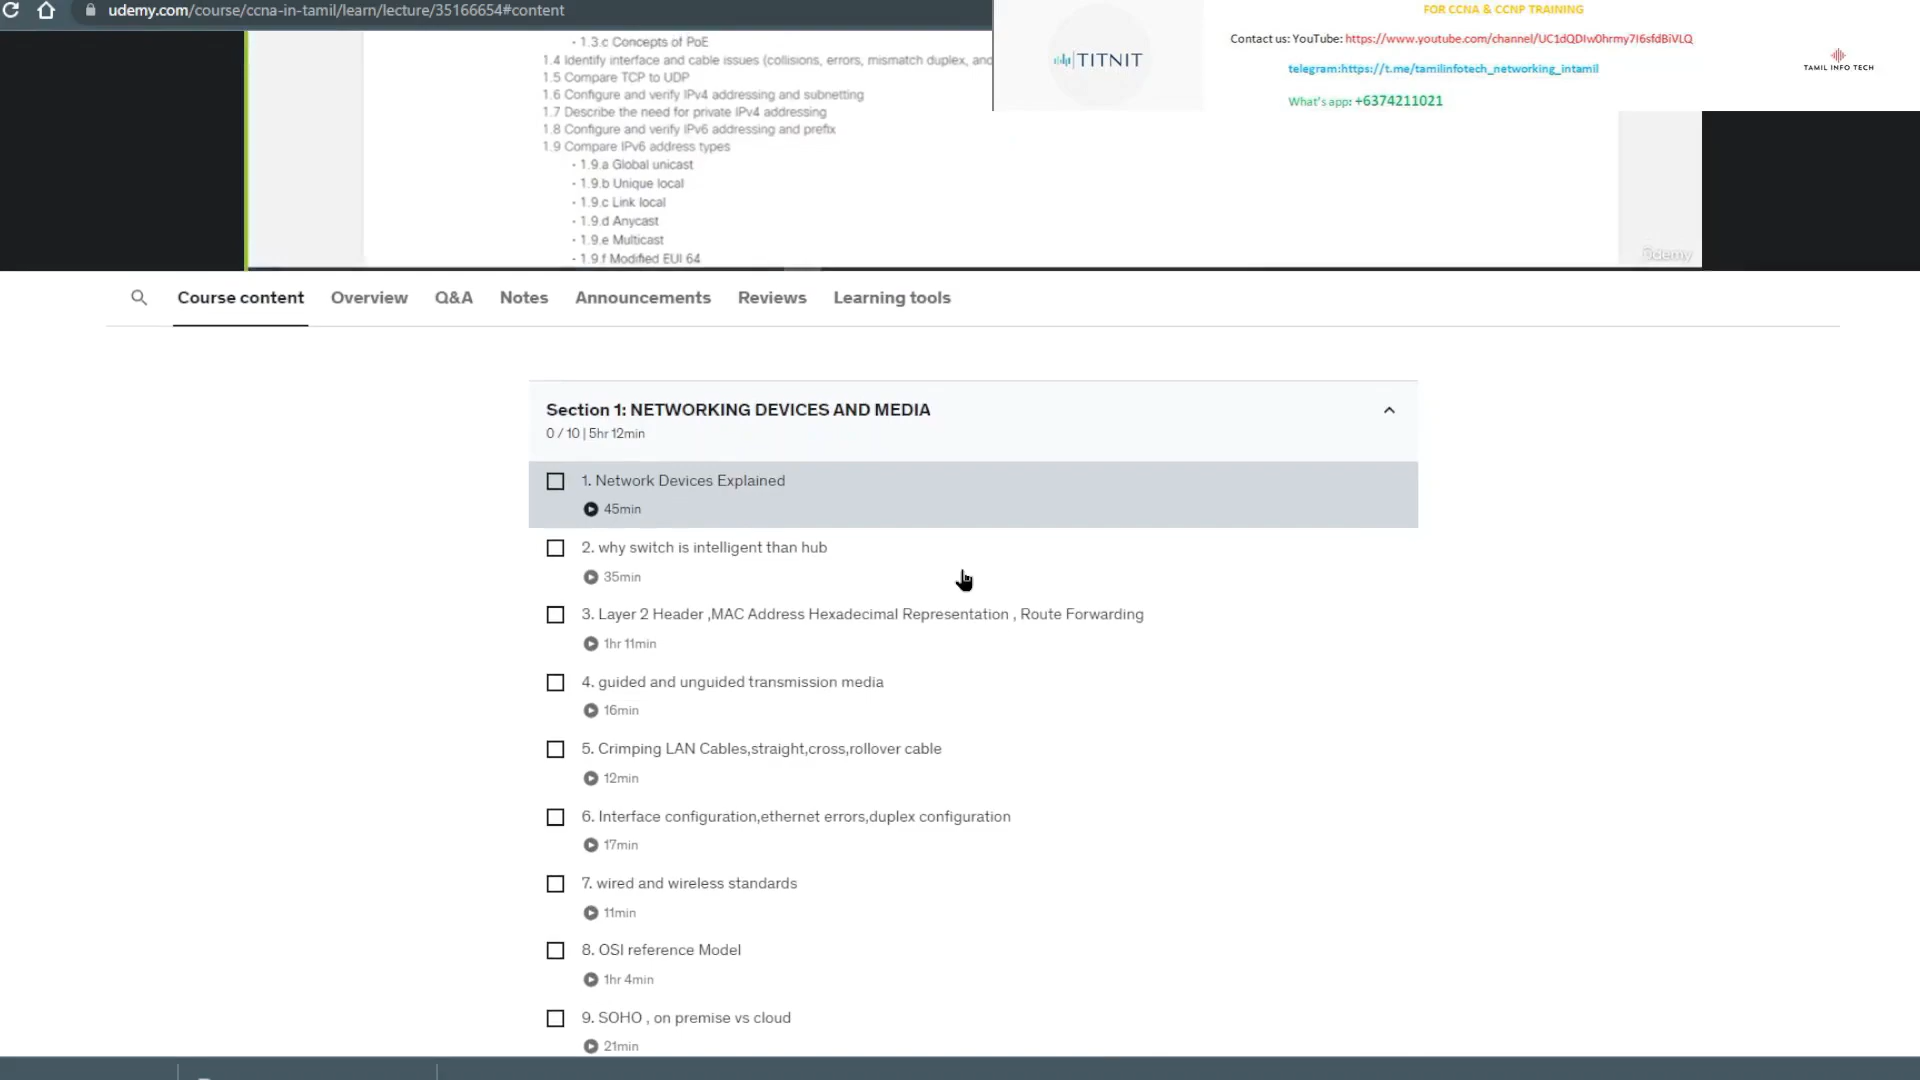 udemy.com/course/ccna-in-tamil/learn/lecture/35166654#content
FOR CCNA & CCNP TRAINING
Contact us: YouTube: https://www.youtube.com/channel/UC1dQDIw0hrmy7I6sfdBiVLQ
TITNIT
telegram:https://t.me/tamilinfotech_networking_intamil
TAMIL INFO TECH
What's app: +6374211021
- 1.3.c Concepts of PoE
1.4 Identify interface and cable issues (collisions, errors, mismatch duplex, and
1.5 Compare TCP to UDP
1.6 Configure and verify IPv4 addressing and subnetting
1.7 Describe the need for private IPv4 addressing
1.8 Configure and verify IPv6 addressing and prefix
1.9 Compare IPv6 address types
- 1.9.a Global unicast
- 1.9.b Unique local
- 1.9.c Link local
- 1.9.d Anycast
- 1.9.e Multicast
- 1.9.f Modified EUI 64
Udemy
Course content Overview Q&A Notes Announcements Reviews Learning tools
Section 1: NETWORKING DEVICES AND MEDIA
0 / 10 | 5hr 12min
1. Network Devices Explained
45min
2. why switch is intelligent than hub
35min
3. Layer 2 Header ,MAC Address Hexadecimal Representation , Route Forwarding
1hr 11min
4. guided and unguided transmission media
16min
5. Crimping LAN Cables,straight,cross,rollover cable
12min
6. Interface configuration,ethernet errors,duplex configuration
17min
7. wired and wireless standards
11min
8. OSI reference Model
1hr 4min
9. SOHO , on premise vs cloud
21min